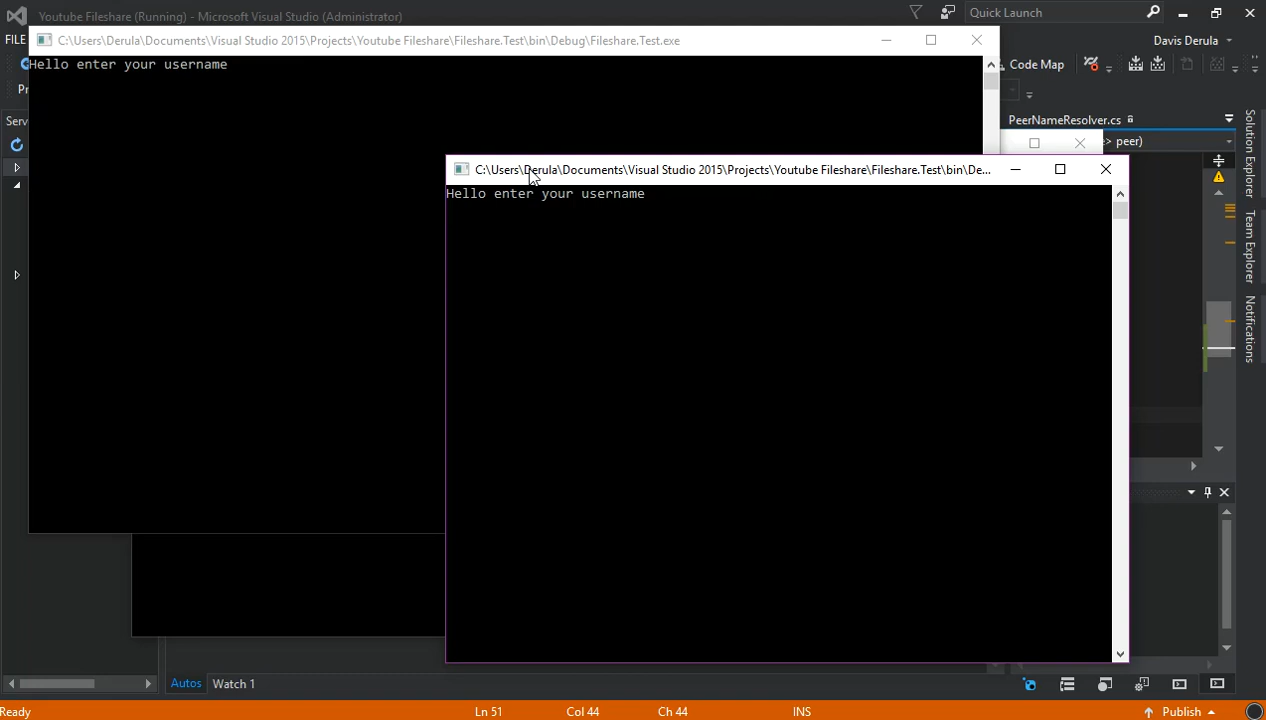 Youtube Fileshare (Running) - Microsoft Visual Studio (Administrator)
Quick Launch
FILE
C:\Users\Derula\Documents\Visual Studio 2015\Projects\Youtube Fileshare\Fileshare.Test\bin\Debug\Fileshare.Test.exe
Davis Derula
Hello enter your username
Code Map
Pr
Serv
PeerNameResolver.cs
> peer)
C:\Users\Derula\Documents\Visual Studio 2015\Projects\Youtube Fileshare\Fileshare.Test\bin\De...
Hello enter your username
Solution Explorer
Team Explorer
Notifications
Autos
Watch 1
Ready
Ln 51
Col 44
Ch 44
INS
Publish